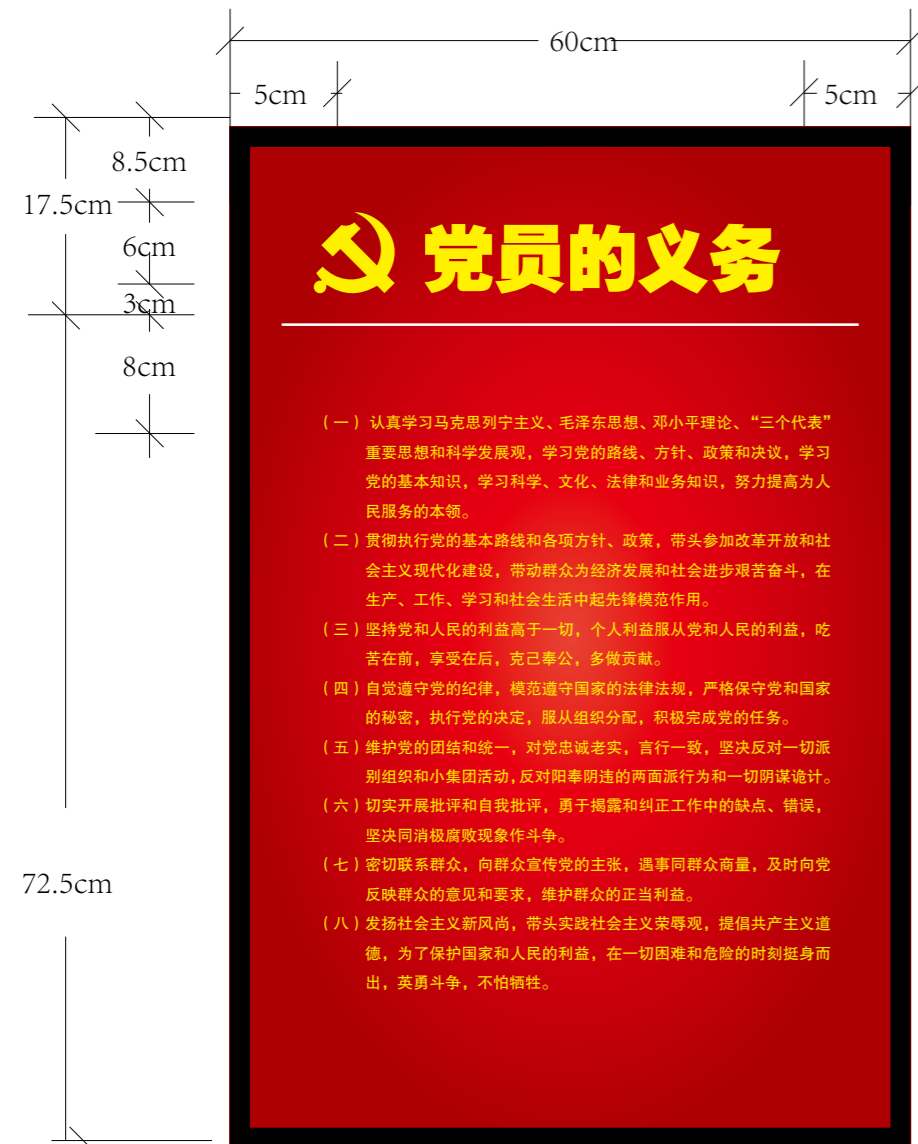 60cm
5cm
5cm
8.5cm
17.5cm
6cm
3cm
8cm
72.5cm
党员的义务
（一）认真学习马克思列宁主义、毛泽东思想、邓小平理论、“三个代表”
重要思想和科学发展观，学习党的路线、方针、政策和决议，学习
党的基本知识，学习科学、文化、法律和业务知识，努力提高为人
民服务的本领。
（二）贯彻执行党的基本路线和各项方针、政策，带头参加改革开放和社
会主义现代化建设，带动群众为经济发展和社会进步艰苦奋斗，在
生产、工作、学习和社会生活中起先锋模范作用。
（三）坚持党和人民的利益高于一切，个人利益服从党和人民的利益，吃
苦在前，享受在后，克己奉公，多做贡献。
（四）自觉遵守党的纪律，模范遵守国家的法律法规，严格保守党和国家
的秘密，执行党的决定，服从组织分配，积极完成党的任务。
（五）维护党的团结和统一，对党忠诚老实，言行一致，坚决反对一切派
别组织和小集团活动，反对阳奉阴违的两面派行为和一切阴谋诡计。
（六）切实开展批评和自我批评，勇于揭露和纠正工作中的缺点、错误，
坚决同消极腐败现象作斗争。
（七）密切联系群众，向群众宣传党的主张，遇事同群众商量，及时向党
反映群众的意见和要求，维护群众的正当利益。
（八）发扬社会主义新风尚，带头实践社会主义荣辱观，提倡共产主义道
德，为了保护国家和人民的利益，在一切困难和危险的时刻挺身而
出，英勇斗争，不怕牺牲。